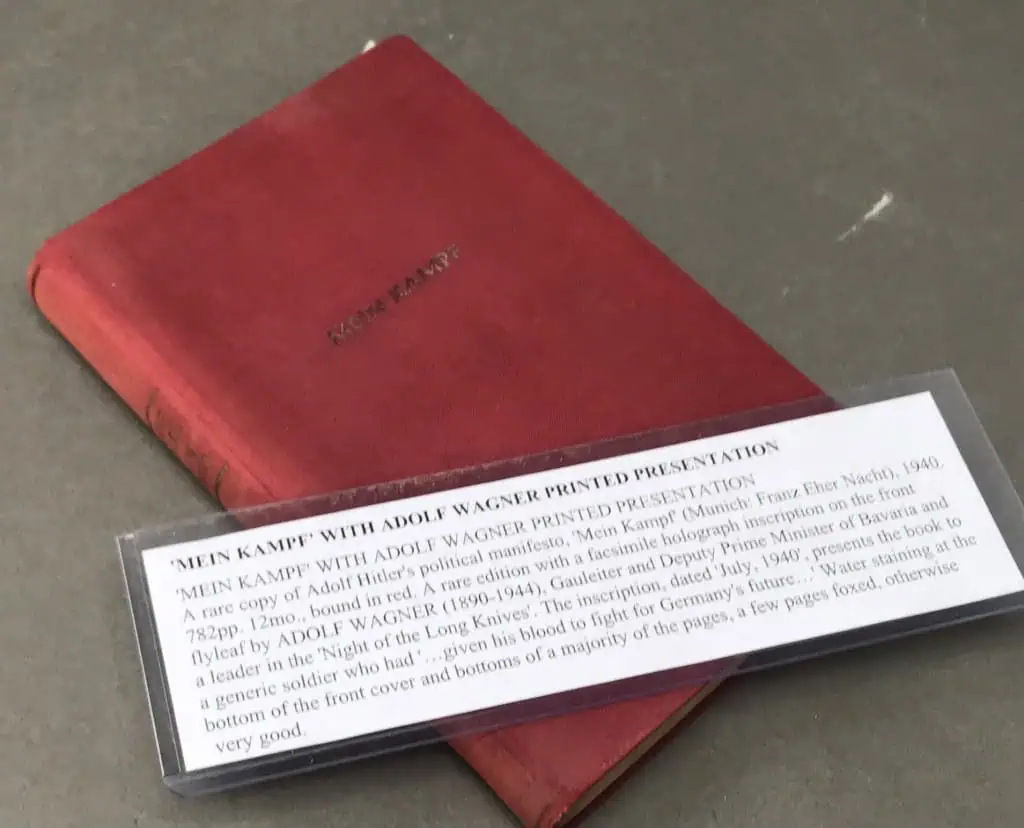 MEIN KAMPF
'MEIN KAMPF' WITH ADOLF WAGNER PRINTED PRESENTATION
'MEIN KAMPF' WITH ADOLF WAGNER PRINTED PRESENTATION
A rare copy of Adolf Hitler's political manifesto, 'Mein Kampf' (Munich: Franz Eher Nachf), 1940.
782pp. 12mo., bound in red. A rare edition with a facsimile holograph inscription on the front
flyleaf by ADOLF WAGNER (1890-1944), Gauleiter and Deputy Prime Minister of Bavaria and
a leader in the 'Night of the Long Knives'. The inscription, dated 'July, 1940', presents the book to
a generic soldier who had '…given his blood to fight for Germany's future…' Water staining at the
bottom of the front cover and bottoms of a majority of the pages, a few pages foxed, otherwise
very good.